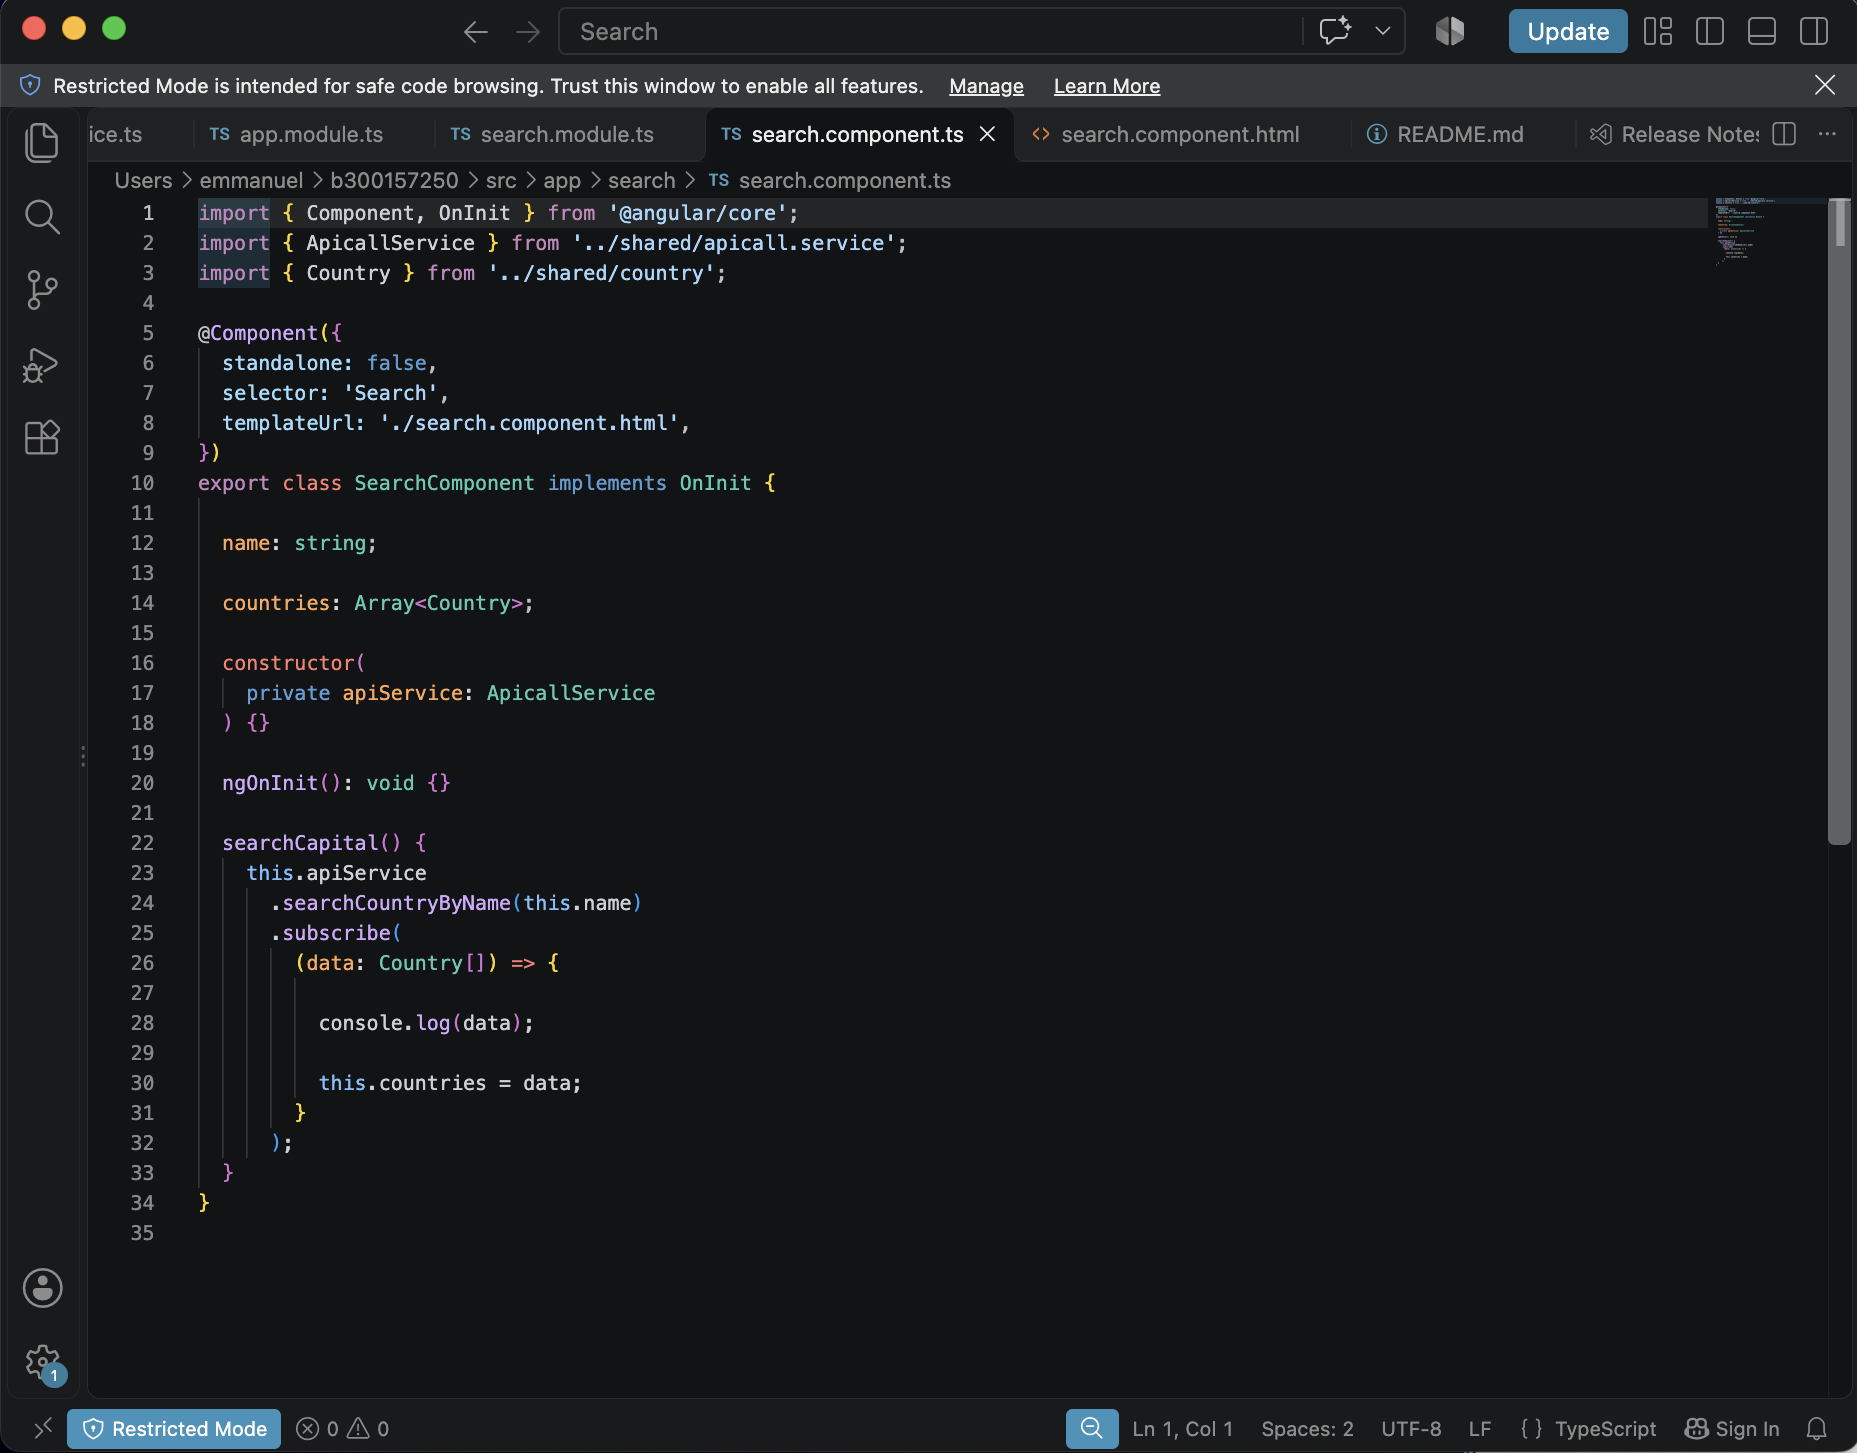 Search
Update
Restricted Mode is intended for safe code browsing. Trust this window to enable all features. Manage Learn More
ice.ts TS app.module.ts TS search.module.ts TS search.component.ts search.component.html README.md Release Notes
Users > emmanuel > b300157250 > src > app > search > TS search.component.ts
1 import { Component, OnInit } from '@angular/core';
2 import { ApicallService } from '../shared/apicall.service';
3 import { Country } from '../shared/country';
4
5 @Component({
6   standalone: false,
7   selector: 'Search',
8   templateUrl: './search.component.html',
9 })
10 export class SearchComponent implements OnInit {
11
12   name: string;
13
14   countries: Array<Country>;
15
16   constructor(
17     private apiService: ApicallService
18   ) {}
19
20   ngOnInit(): void {}
21
22   searchCapital() {
23     this.apiService
24       .searchCountryByName(this.name)
25       .subscribe(
26         (data: Country[]) => {
27
28           console.log(data);
29
30           this.countries = data;
31         }
32       );
33   }
34 }
35
1
Restricted Mode 0 0 Ln 1, Col 1 Spaces: 2 UTF-8 LF { } TypeScript Sign In